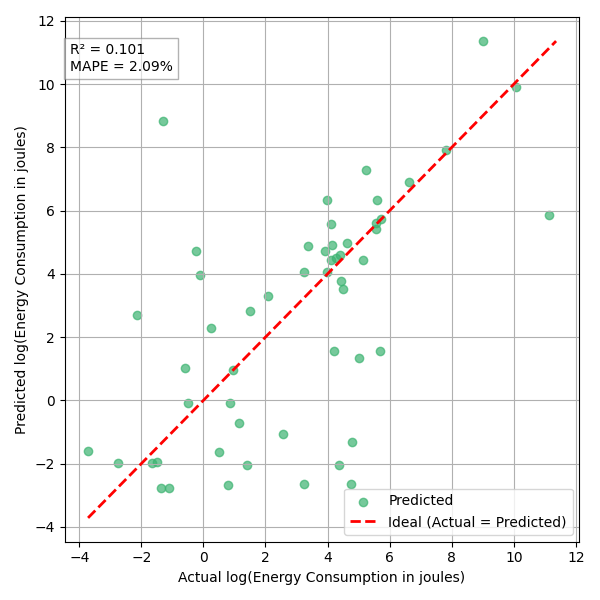 R² = 0.101
MAPE = 2.09%
12
10
8
6
4
2
0
−2
−4
Predicted log(Energy Consumption in joules)
Predicted
Ideal (Actual = Predicted)
−4 −2 0 2 4 6 8 10 12
Actual log(Energy Consumption in joules)